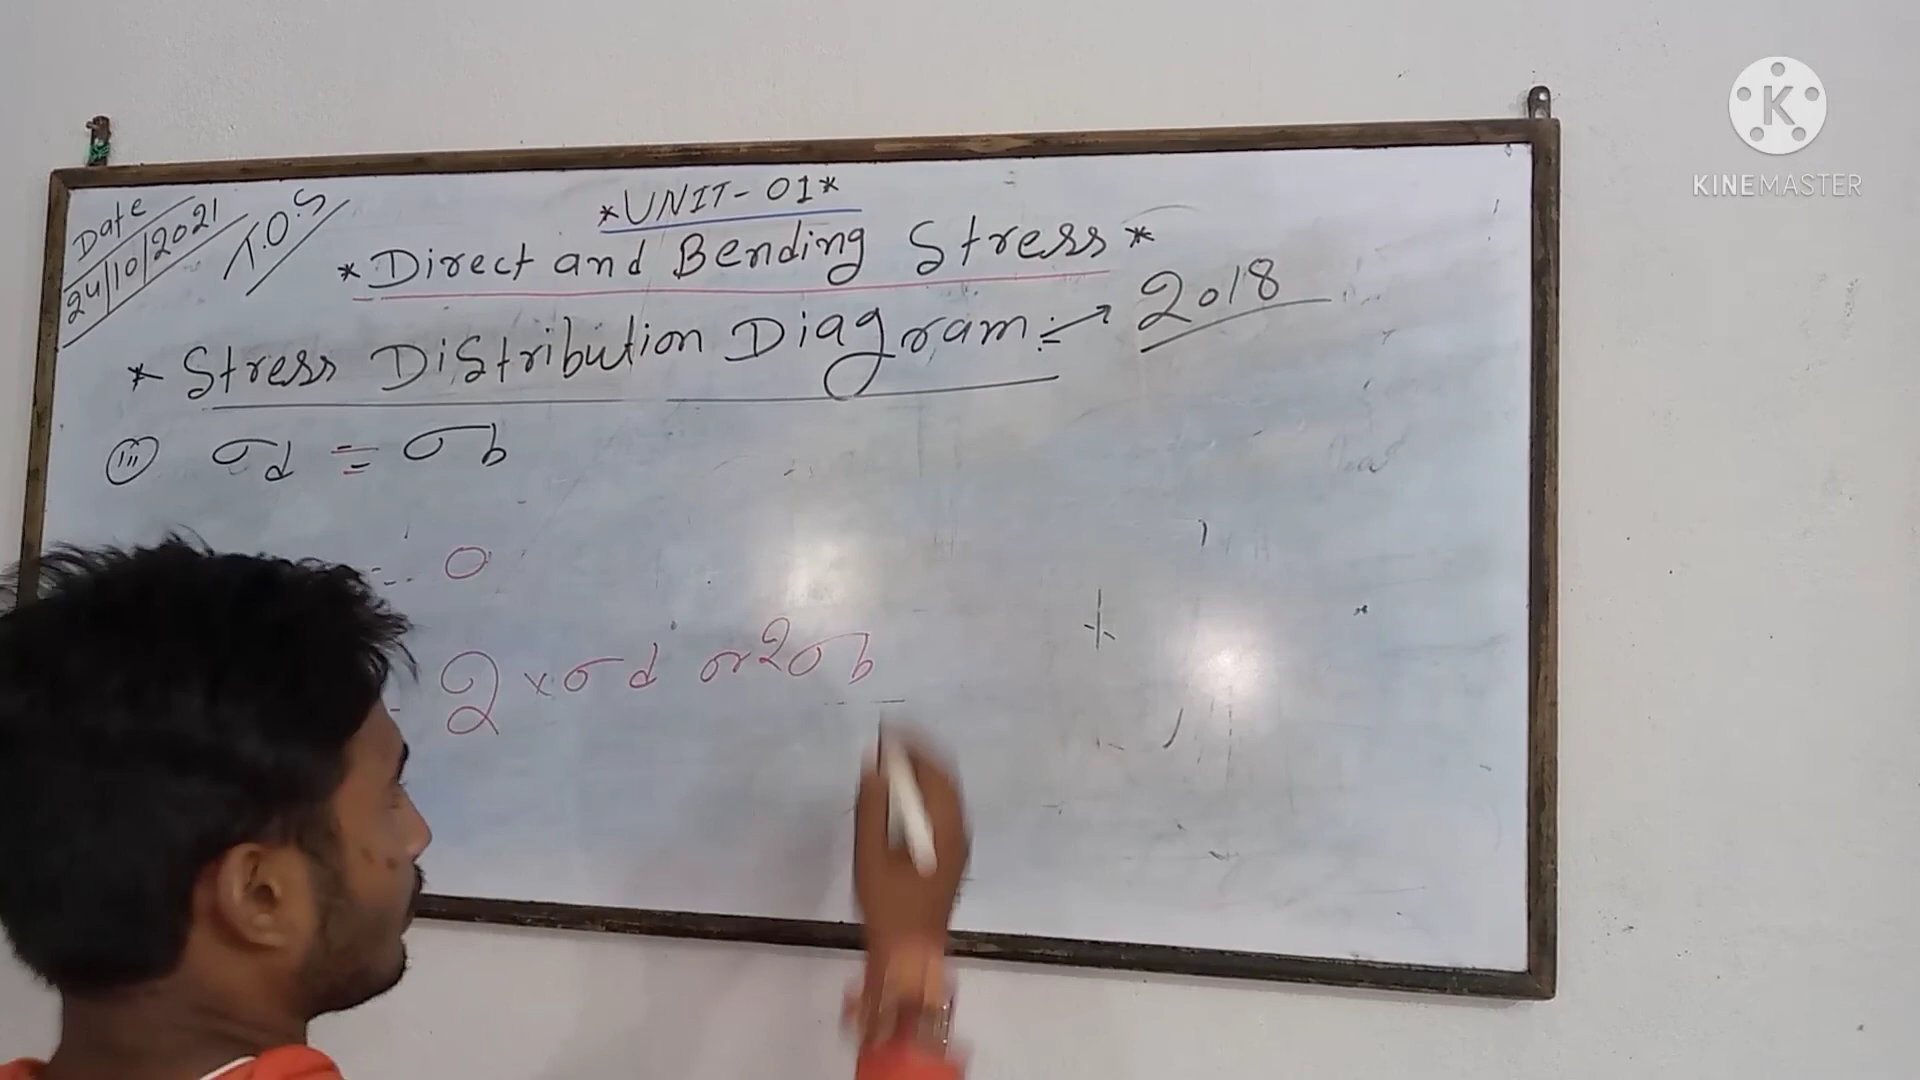 Date
24/10/2021
T.O.S
*UNIT-01*
*Direct and Bending Stress*
* Stress DiStribution Diagram :- → 2018
(iii) σd = σb
= 0
= 2 × σd or 2σb
K
KINEMASTER